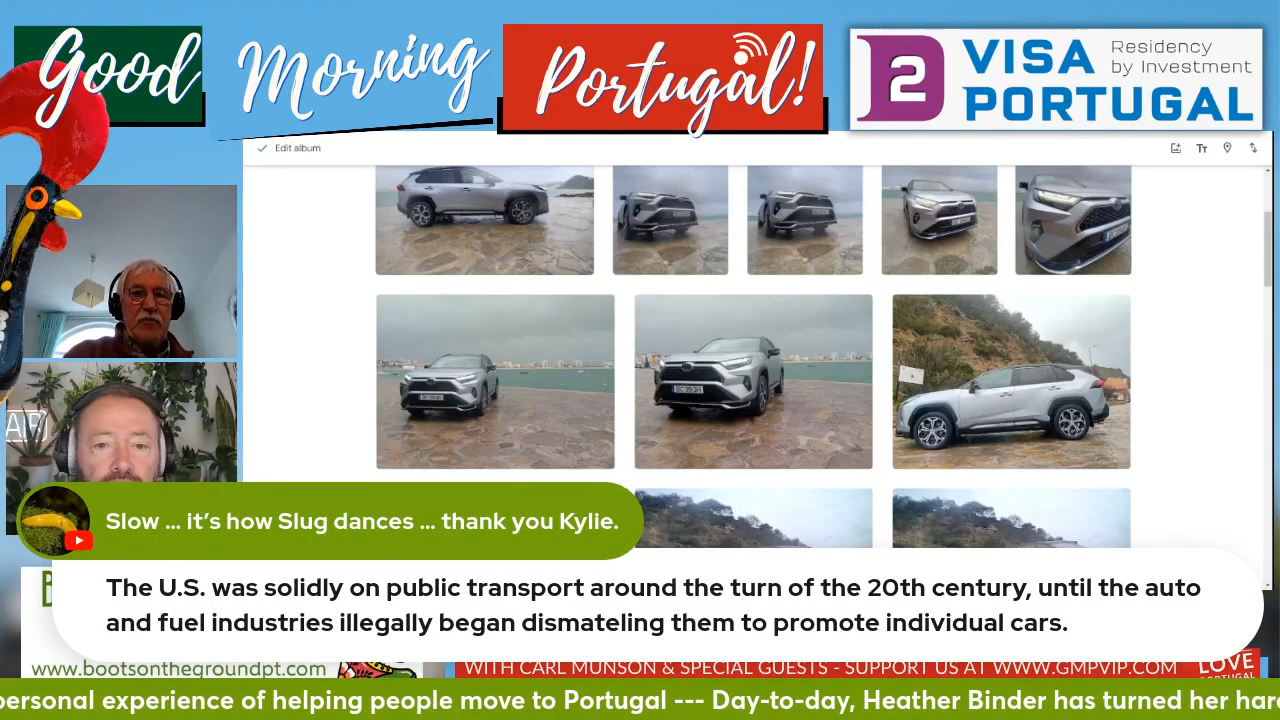 Good Morning Portugal!
D2 VISA PORTUGAL
Residency by Investment
Edit album
Tт
Slow ... it's how Slug dances ... thank you Kylie.
The U.S. was solidly on public transport around the turn of the 20th century, until the auto
and fuel industries illegally began dismateling them to promote individual cars.
www.bootsonthegroundpt.com
WITH CARL MUNSON & SPECIAL GUESTS - SUPPORT US AT WWW.GMPVIP.COM
LOVE
personal experience of helping people move to Portugal --- Day-to-day, Heather Binder has turned her har